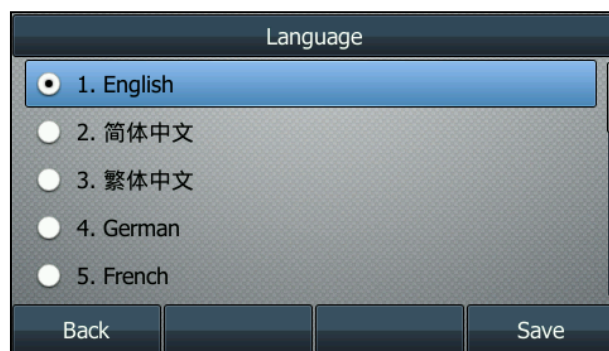 Language
1. English
2. 简体中文
3. 繁体中文
4. German
5. French
Back Save